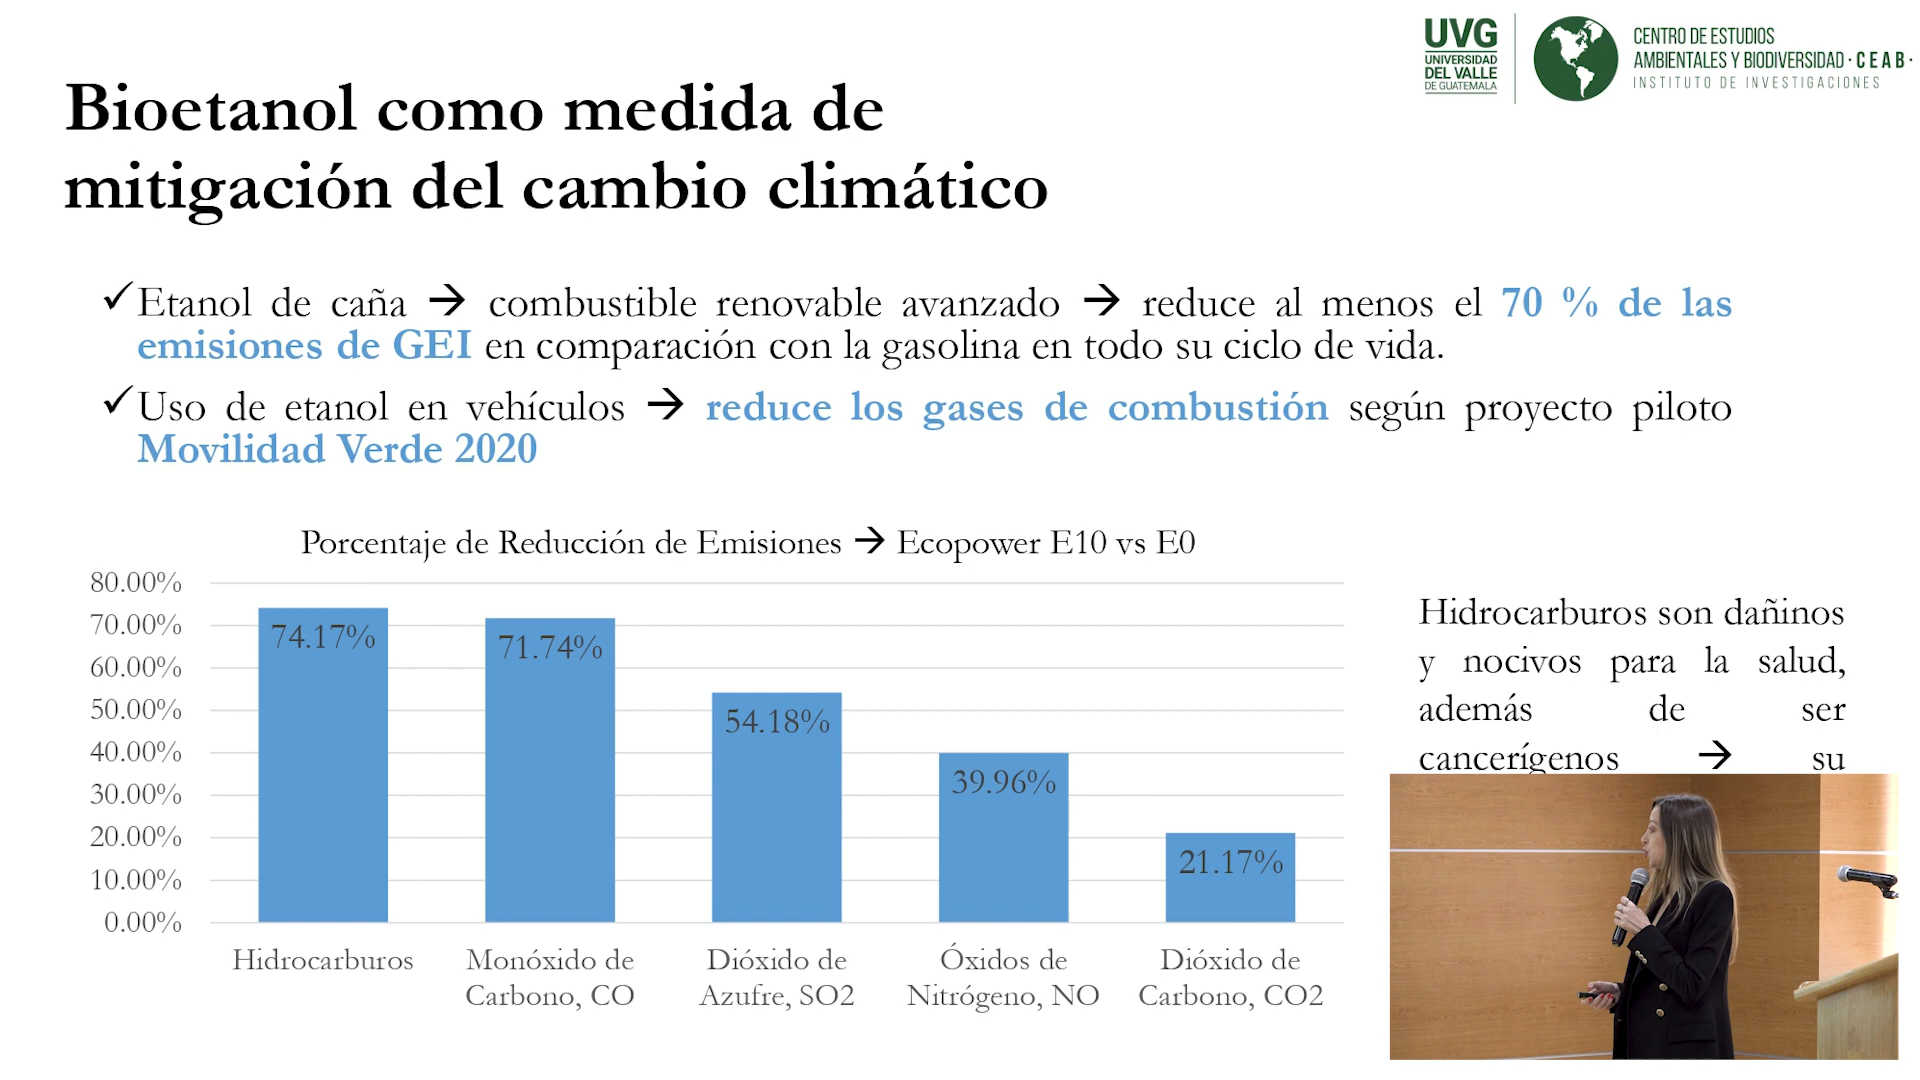 UVG
UNIVERSIDAD
DEL VALLE
DE GUATEMALA
CENTRO DE ESTUDIOS
AMBIENTALES Y BIODIVERSIDAD · CEAB ·
INSTITUTO DE INVESTIGACIONES
Bioetanol como medida de
mitigación del cambio climático
✓Etanol de caña → combustible renovable avanzado → reduce al menos el 70 % de las
emisiones de GEI en comparación con la gasolina en todo su ciclo de vida.
✓Uso de etanol en vehículos → reduce los gases de combustión según proyecto piloto
Movilidad Verde 2020
Porcentaje de Reducción de Emisiones → Ecopower E10 vs E0
80.00%
70.00%
60.00%
50.00%
40.00%
30.00%
20.00%
10.00%
0.00%
74.17%
71.74%
54.18%
39.96%
21.17%
Hidrocarburos
Monóxido de
Carbono, CO
Dióxido de
Azufre, SO2
Óxidos de
Nitrógeno, NO
Dióxido de
Carbono, CO2
Hidrocarburos son dañinos
y nocivos para la salud,
además de ser
cancerígenos → su